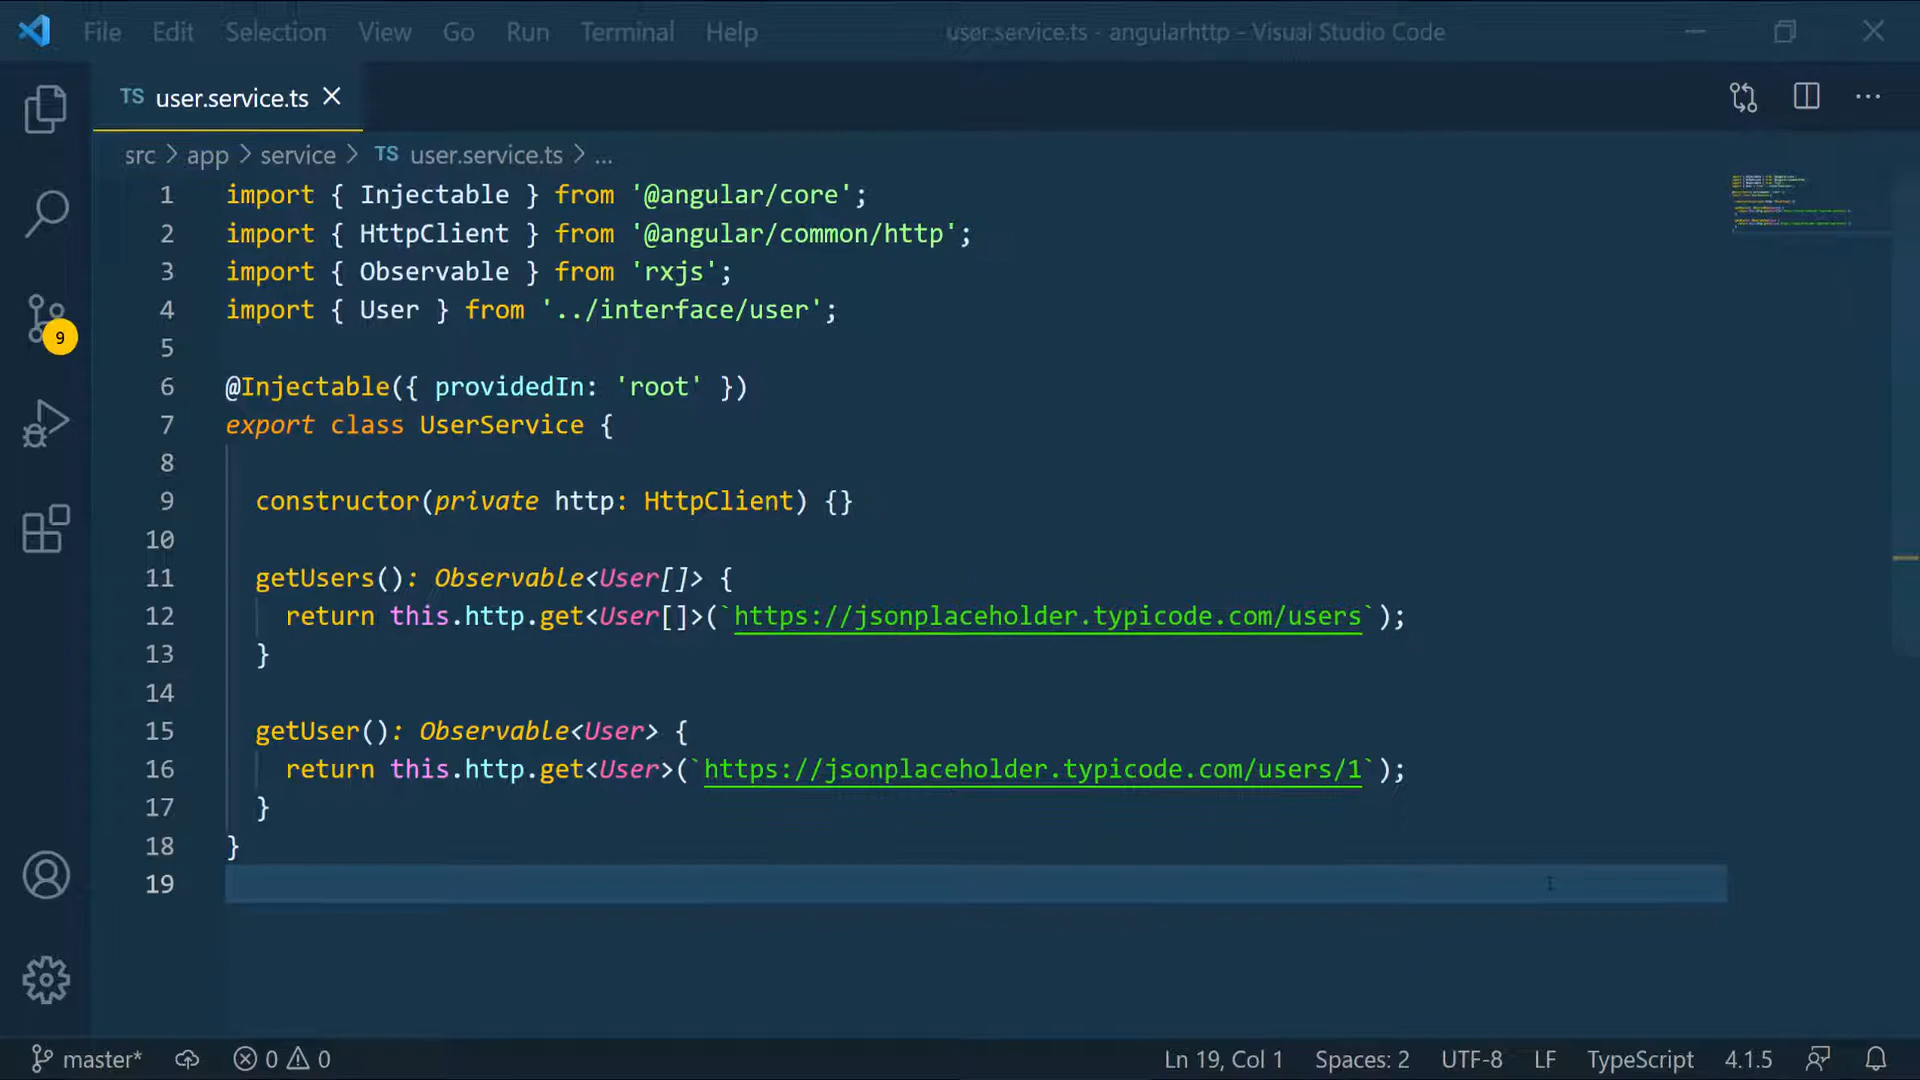 File Edit Selection View Go Run Terminal Help user.service.ts - angularhttp - Visual Studio Code
TS user.service.ts
src > app > service > TS user.service.ts > ...
1 import { Injectable } from '@angular/core';
2 import { HttpClient } from '@angular/common/http';
3 import { Observable } from 'rxjs';
4 import { User } from '../interface/user';
5
6 @Injectable({ providedIn: 'root' })
7 export class UserService {
8
9 constructor(private http: HttpClient) {}
10
11 getUsers(): Observable<User[]> {
12 return this.http.get<User[]>(`https://jsonplaceholder.typicode.com/users`);
13 }
14
15 getUser(): Observable<User> {
16 return this.http.get<User>(`https://jsonplaceholder.typicode.com/users/1`);
17 }
18 }
19
9
master* 0 0 Ln 19, Col 1 Spaces: 2 UTF-8 LF TypeScript 4.1.5